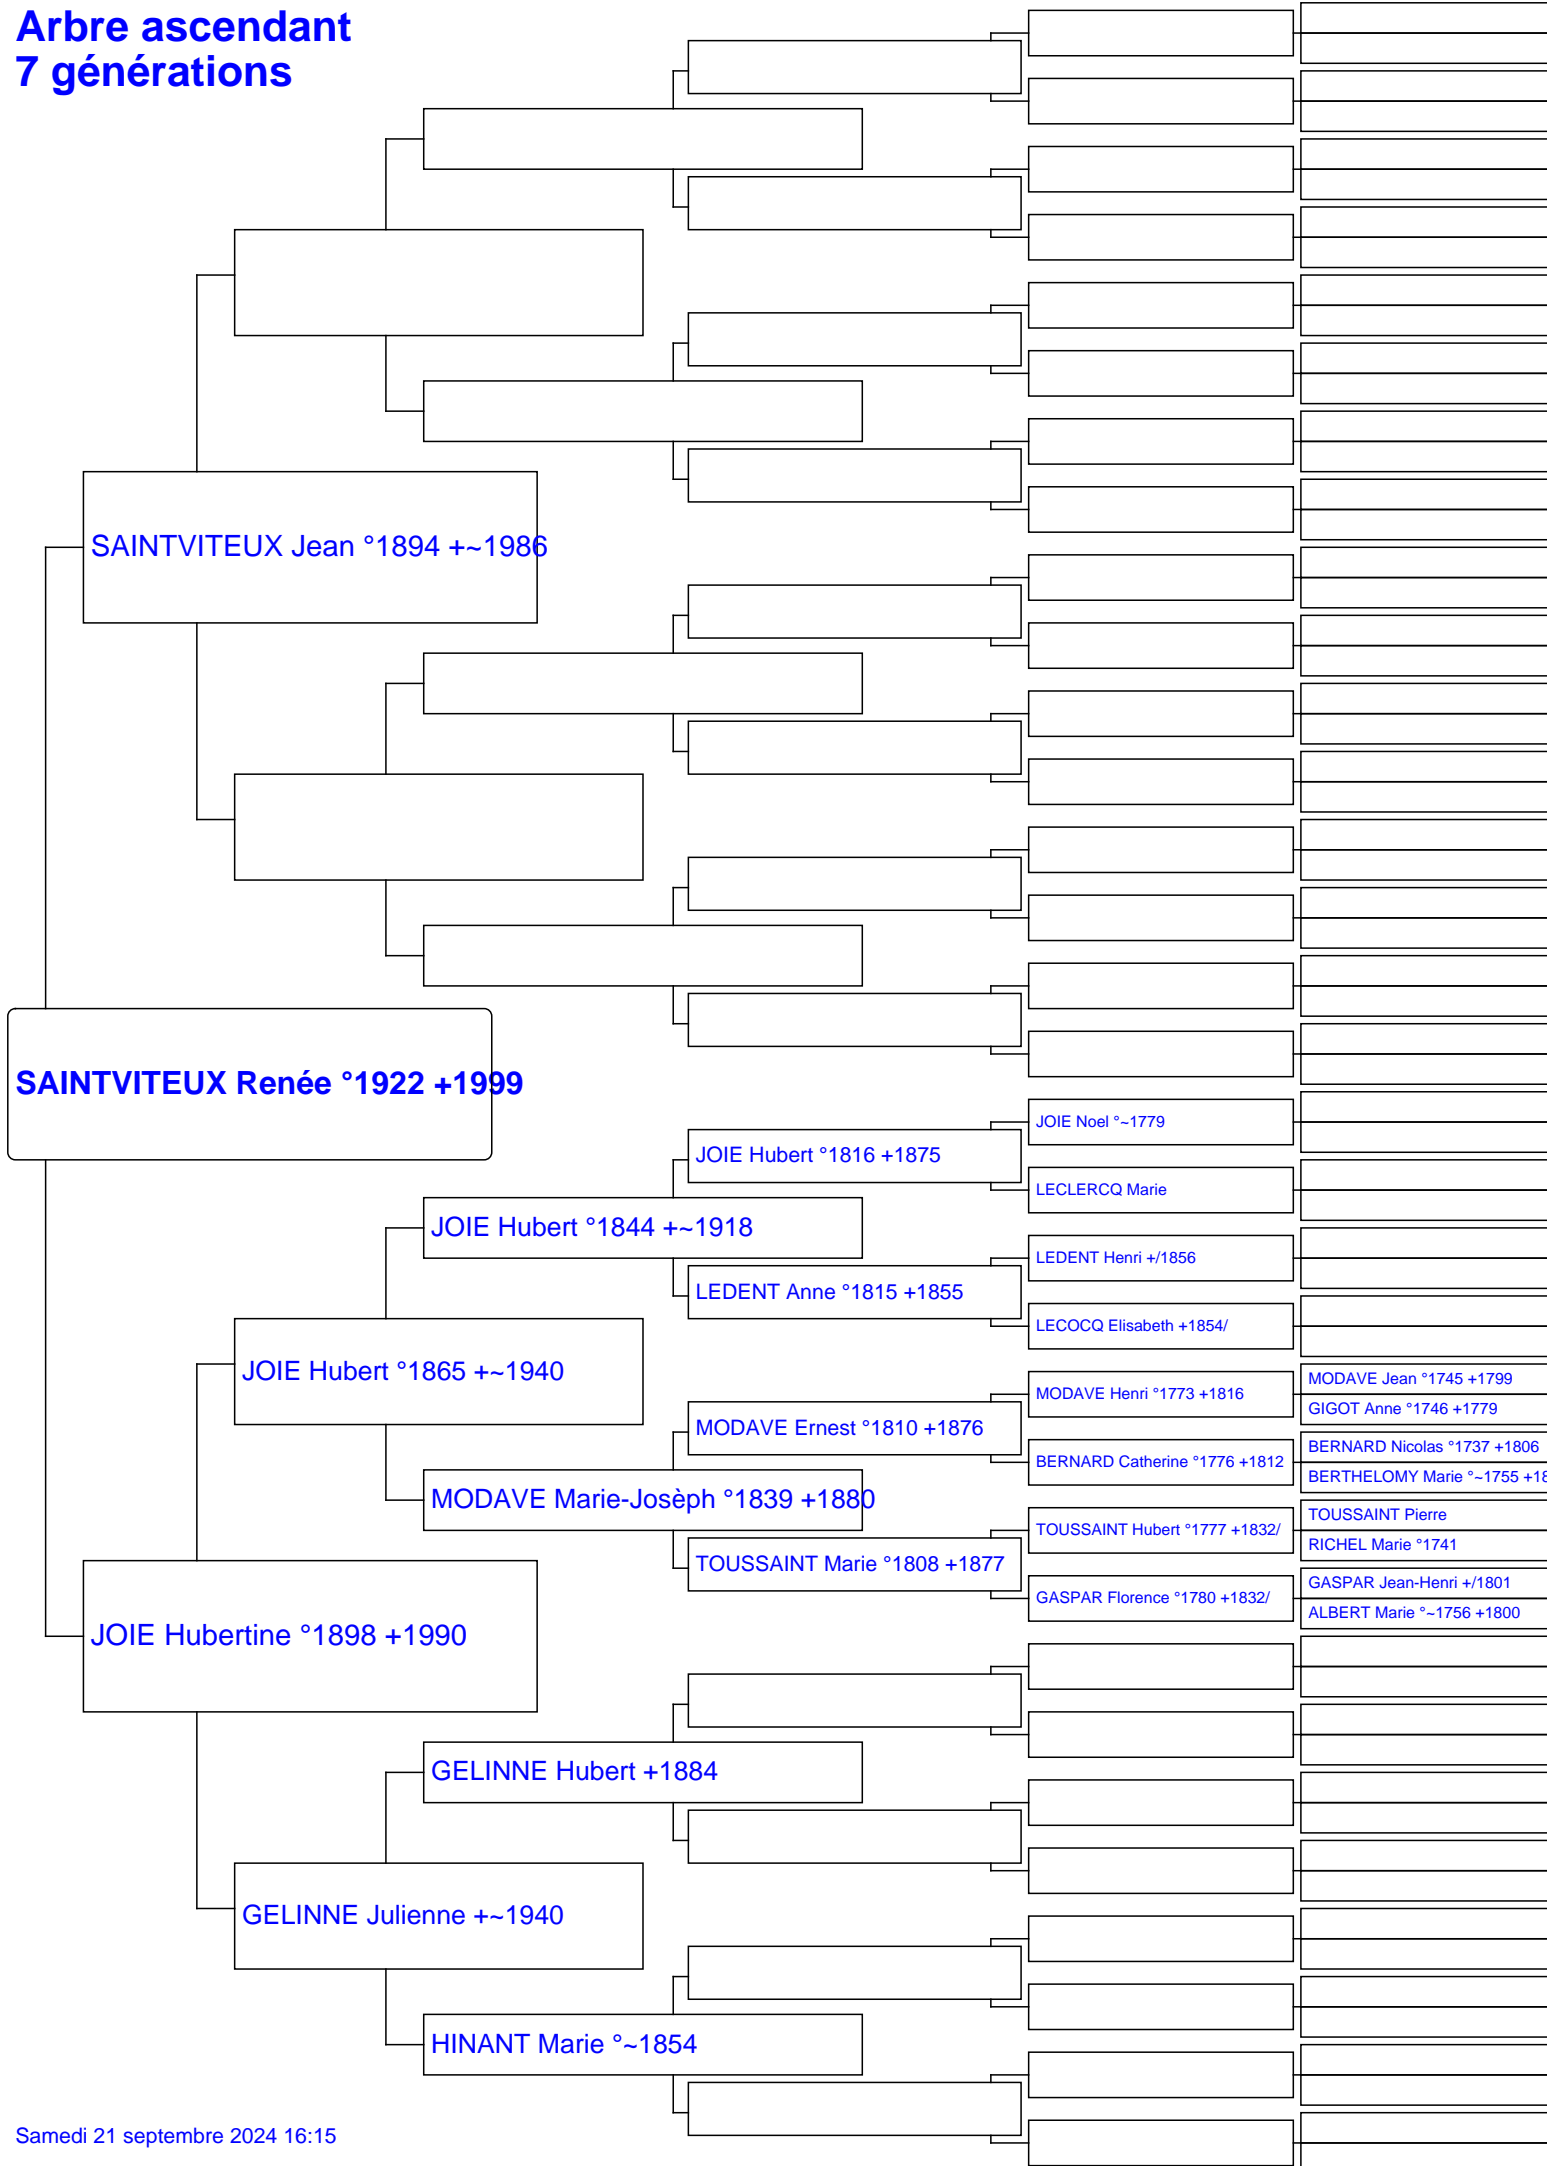 Arbre ascendant
7 générations
SAINTVITEUX Jean °1894 +~1986
SAINTVITEUX Renée °1922 +1999
JOIE Noel °~1779
JOIE Hubert °1816 +1875
LECLERCQ Marie
JOIE Hubert °1844 +~1918
LEDENT Henri +/1856
LEDENT Anne °1815 +1855
LECOCQ Elisabeth +1854/
JOIE Hubert °1865 +~1940
MODAVE Jean °1745 +1799
MODAVE Henri °1773 +1816
GIGOT Anne °1746 +1779
MODAVE Ernest °1810 +1876
BERNARD Nicolas °1737 +1806
BERNARD Catherine °1776 +1812
BERTHELOMY Marie °~1755 +18
MODAVE Marie-Josèph °1839 +1880
TOUSSAINT Pierre
TOUSSAINT Hubert °1777 +1832/
RICHEL Marie °1741
TOUSSAINT Marie °1808 +1877
GASPAR Jean-Henri +/1801
GASPAR Florence °1780 +1832/
ALBERT Marie °~1756 +1800
JOIE Hubertine °1898 +1990
GELINNE Hubert +1884
GELINNE Julienne +~1940
HINANT Marie °~1854
Samedi 21 septembre 2024 16:15